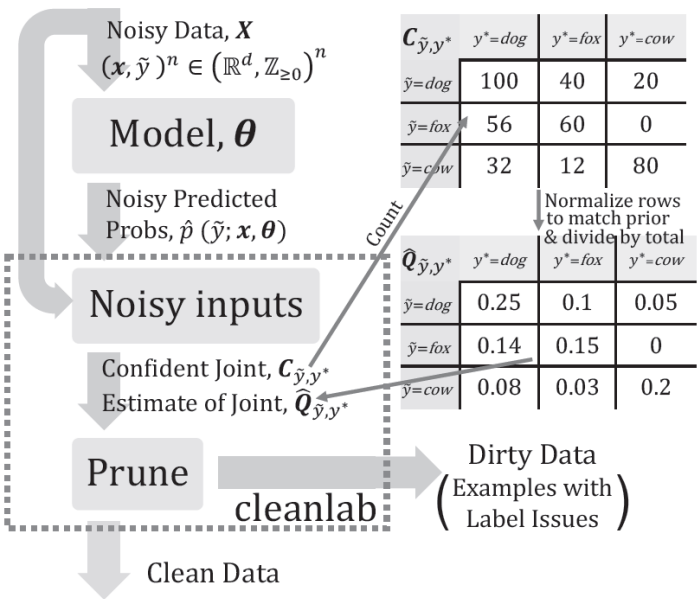 Noisy Data, X
(x, ỹ)ⁿ ∈ (ℝᵈ, ℤ≥0)ⁿ
Model, θ
Noisy Predicted
Probs, p̂ (ỹ; x, θ)
Noisy inputs
Confident Joint, C ỹ,y*
Estimate of Joint, Q̂ ỹ,y*
Prune
cleanlab
Clean Data
Dirty Data
(Examples with
Label Issues)
Count
C ỹ,y* y*=dog y*=fox y*=cow
ỹ=dog 100 40 20
ỹ=fox 56 60 0
ỹ=cow 32 12 80
Normalize rows
to match prior
& divide by total
Q̂ ỹ,y* y*=dog y*=fox y*=cow
ỹ=dog 0.25 0.1 0.05
ỹ=fox 0.14 0.15 0
ỹ=cow 0.08 0.03 0.2